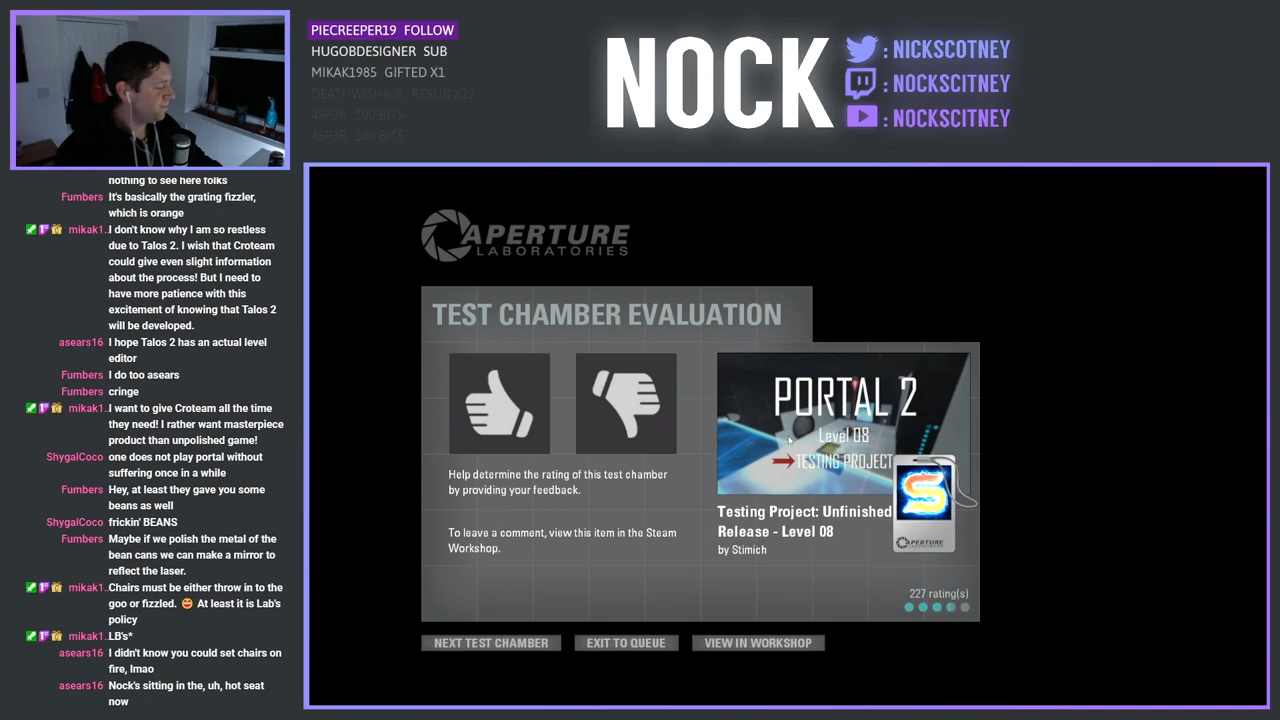 PIECREEPER19 FOLLOW
HUGOBDESIGNER SUB
MIKAK1985 GIFTED X1
DEATHWISH808 RESUB X22
4SP3R 100 BITS
4SP3R 100 BITS
NOCK
: NICKSCOTNEY
: NOCKSCITNEY
: NOCKSCITNEY
nothing to see here folks
Fumbers It's basically the grating fizzler,
which is orange
mikak1.. I don't know why I am so restless
due to Talos 2. I wish that Croteam
could give even slight information
about the process! But I need to
have more patience with this
excitement of knowing that Talos 2
will be developed.
asears16 I hope Talos 2 has an actual level
editor
Fumbers I do too asears
Fumbers cringe
mikak1.. I want to give Croteam all the time
they need! I rather want masterpiece
product than unpolished game!
ShygalCoco one does not play portal without
suffering once in a while
Fumbers Hey, at least they gave you some
beans as well
ShygalCoco frickin' BEANS
Fumbers Maybe if we polish the metal of the
bean cans we can make a mirror to
reflect the laser.
mikak1.. Chairs must be either throw in to the
goo or fizzled. 😄 At least it is Lab's
policy
mikak1.. LB's*
asears16 I didn't know you could set chairs on
fire, lmao
asears16 Nock's sitting in the, uh, hot seat
now
APERTURE
LABORATORIES
TEST CHAMBER EVALUATION
Help determine the rating of this test chamber
by providing your feedback.
To leave a comment, view this item in the Steam
Workshop.
PORTAL 2
Level 08
TESTING PROJECT
Testing Project: Unfinished
Release - Level 08
by Stimich
S
APERTURE
227 rating(s)
NEXT TEST CHAMBER
EXIT TO QUEUE
VIEW IN WORKSHOP